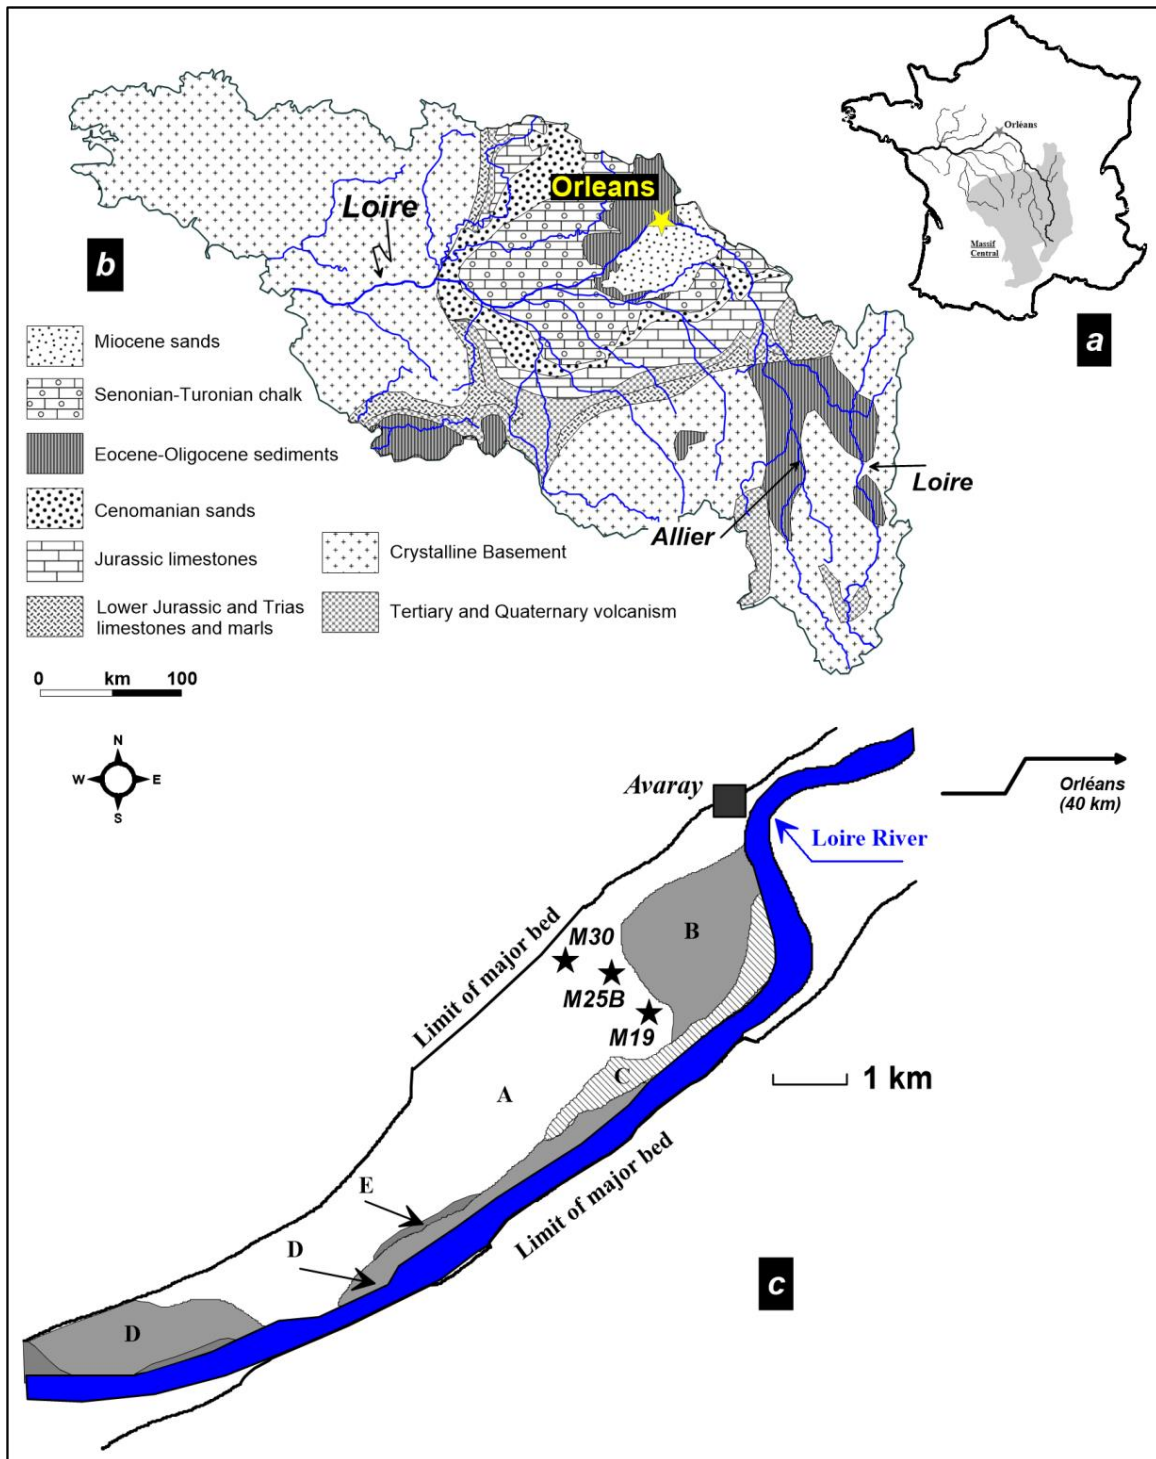 Orléans
Massif
Central
a
Orleans
Loire
b
Miocene sands
Senonian-Turonian chalk
Eocene-Oligocene sediments
Cenomanian sands
Jurassic limestones
Lower Jurassic and Trias
limestones and marls
Crystalline Basement
Tertiary and Quaternary volcanism
Loire
Allier
0 km 100
N
W E
S
Avaray
Orléans
(40 km)
Loire River
Limit of major bed
B
M30
M25B
M19
C
A
1 km
E
D
Limit of major bed
D
c